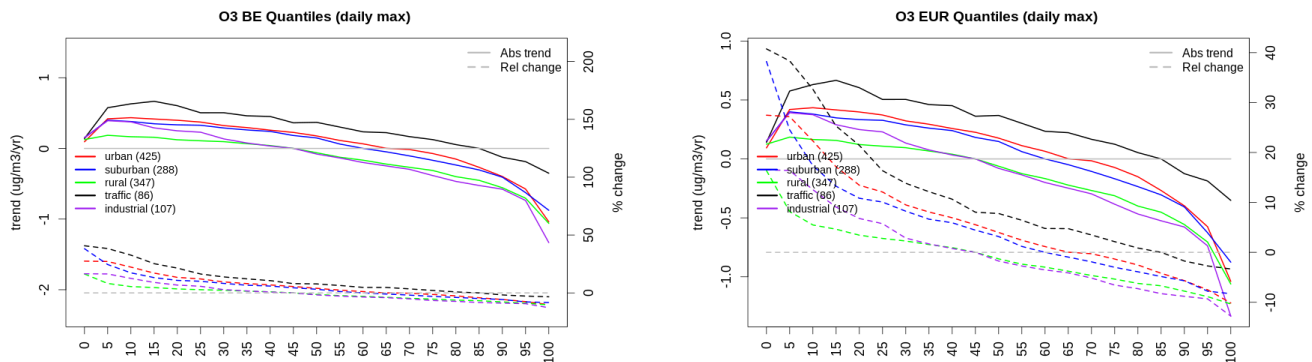 O3 BE Quantiles (daily max)
trend (ug/m3/yr)
1
0
-1
-2
Abs trend
Rel change
urban (425)
suburban (288)
rural (347)
traffic (86)
industrial (107)
200
150
100
50
0
% change
0 5 10 15 20 25 30 35 40 45 50 55 60 65 70 75 80 85 90 95 100
O3 EUR Quantiles (daily max)
trend (ug/m3/yr)
1.0
0.5
0.0
-0.5
-1.0
Abs trend
Rel change
urban (425)
suburban (288)
rural (347)
traffic (86)
industrial (107)
40
30
20
10
0
-10
% change
0 5 10 15 20 25 30 35 40 45 50 55 60 65 70 75 80 85 90 95 100